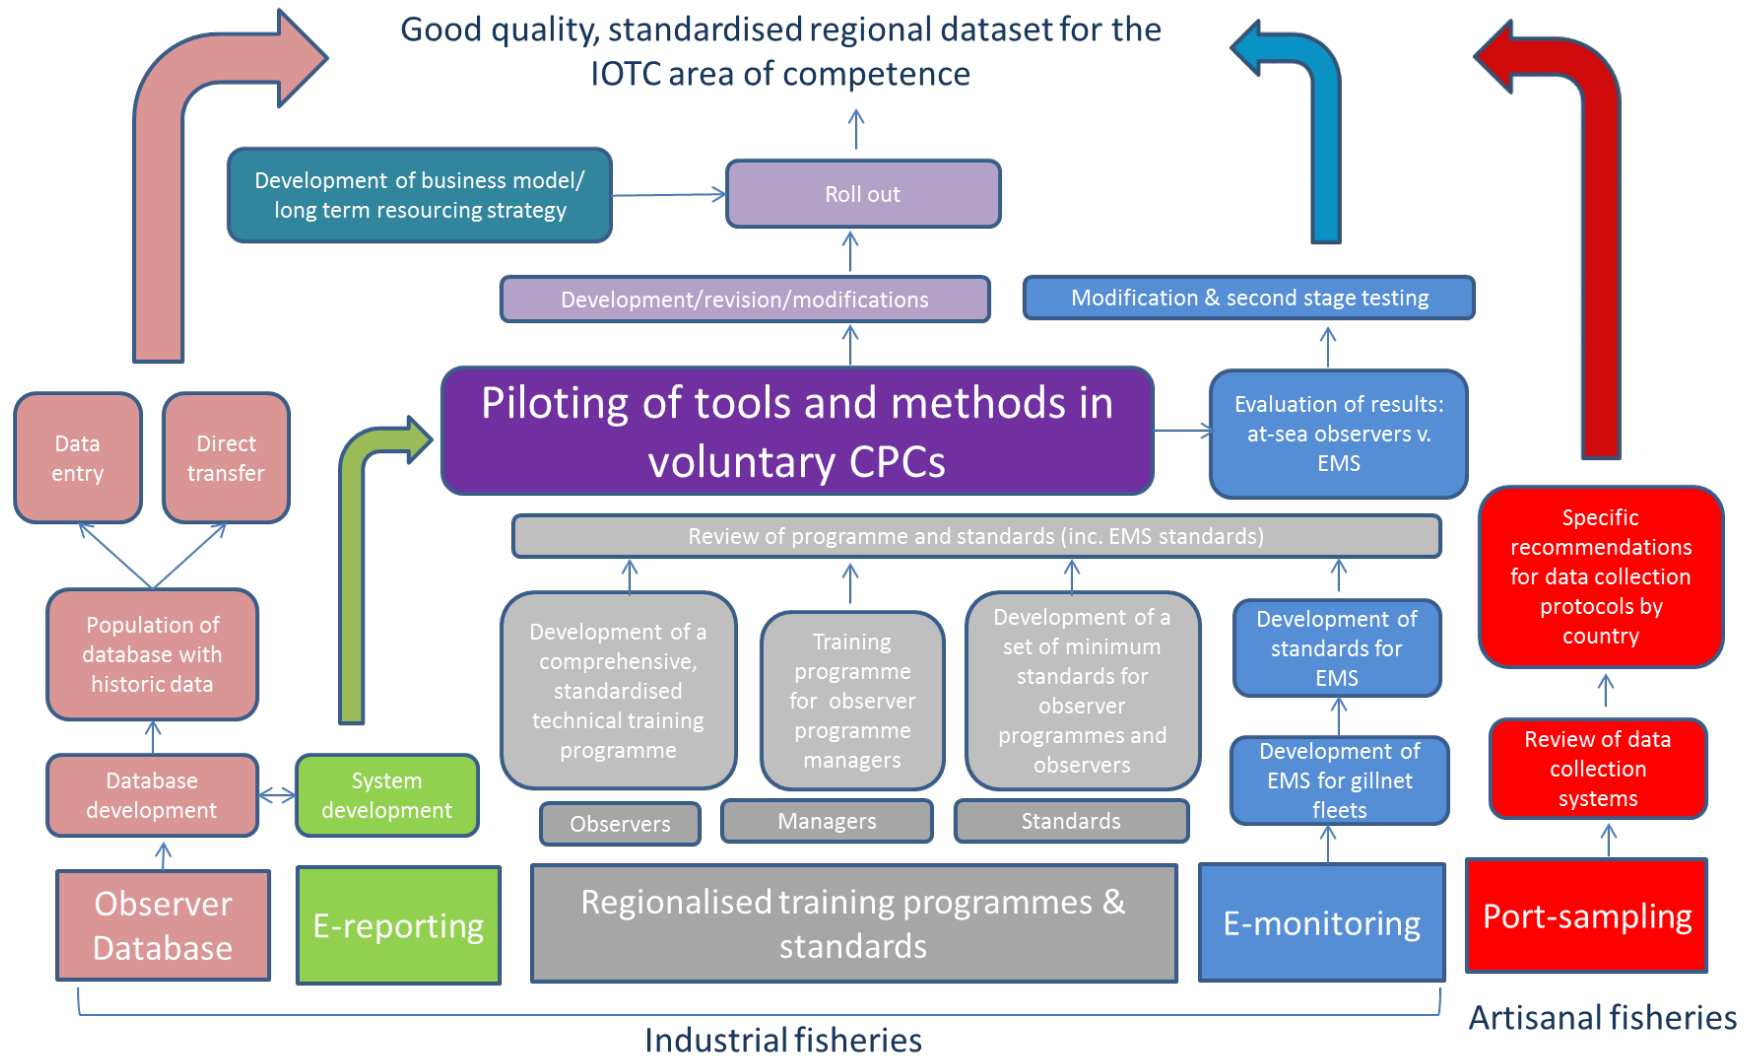 Good quality, standardised regional dataset for the
IOTC area of competence
Development of business model/
long term resourcing strategy
Roll out
Development/revision/modifications
Modification & second stage testing
Piloting of tools and methods in
voluntary CPCs
Evaluation of results:
at-sea observers v.
EMS
Data
entry
Direct
transfer
Review of programme and standards (inc. EMS standards)
Specific
recommendations
for data collection
protocols by
country
Population of
database with
historic data
Development of a
comprehensive,
standardised
technical training
programme
Training
programme
for observer
programme
managers
Development of a
set of minimum
standards for
observer
programmes and
observers
Development of
standards for
EMS
Database
development
System
development
Development of
EMS for gillnet
fleets
Review of data
collection
systems
Observers
Managers
Standards
Observer
Database
E-reporting
Regionalised training programmes &
standards
E-monitoring
Port-sampling
Industrial fisheries
Artisanal fisheries